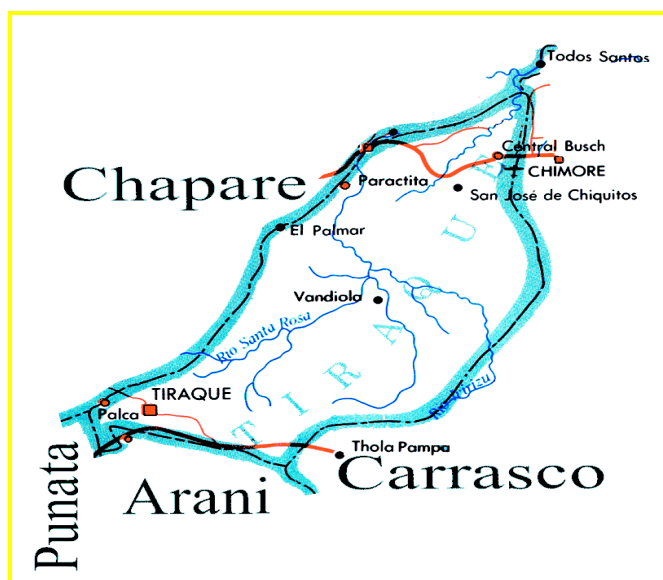 Todos Santos
Central Busch
CHIMORE
Chapare
Paractita
San José de Chiquitos
El Palmar
Vandiola
Rio Santa Rosa
TIRAQUE
TIRAQUE
Palca
Thola Pampa
Carrasco
Arani
Punata